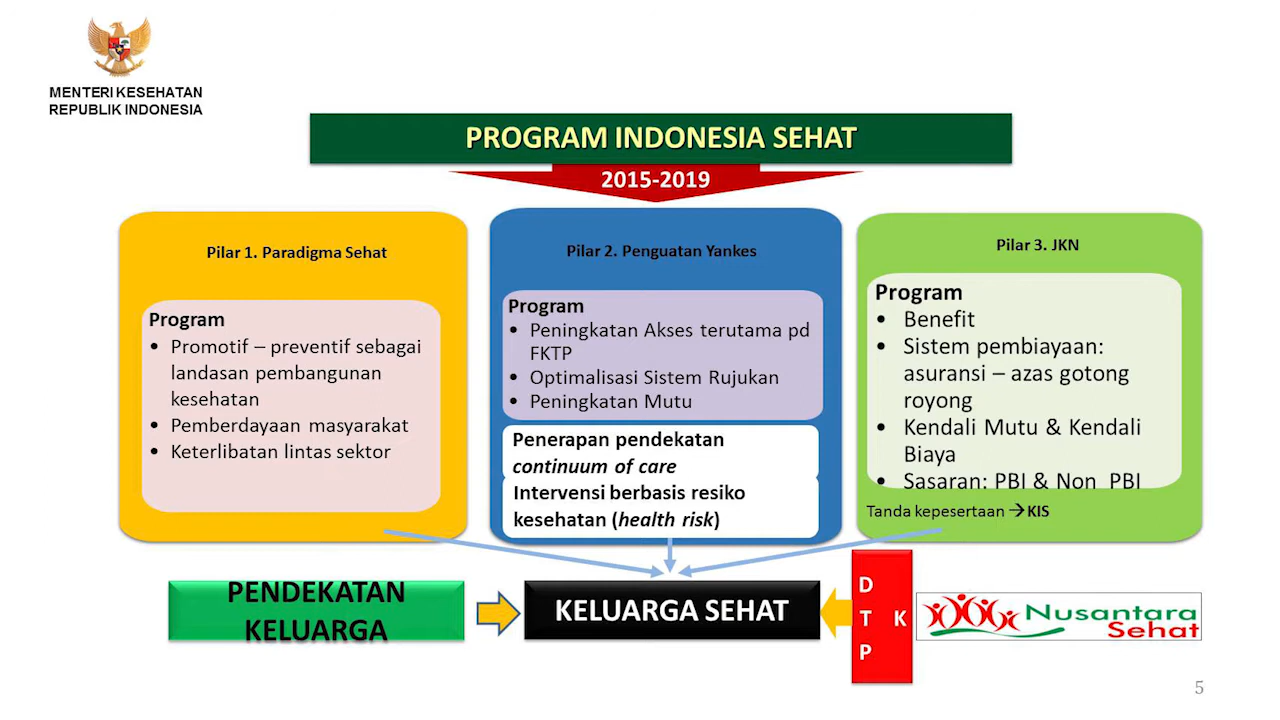 MENTERI KESEHATAN
REPUBLIK INDONESIA
PROGRAM INDONESIA SEHAT
2015-2019
Pilar 1. Paradigma Sehat
Program
• Promotif – preventif sebagai
landasan pembangunan
kesehatan
• Pemberdayaan masyarakat
• Keterlibatan lintas sektor
Pilar 2. Penguatan Yankes
Program
• Peningkatan Akses terutama pd
FKTP
• Optimalisasi Sistem Rujukan
• Peningkatan Mutu
Penerapan pendekatan
continuum of care
Intervensi berbasis resiko
kesehatan (health risk)
Pilar 3. JKN
Program
• Benefit
• Sistem pembiayaan:
asuransi – azas gotong
royong
• Kendali Mutu & Kendali
Biaya
• Sasaran: PBI & Non PBI
Tanda kepesertaan → KIS
PENDEKATAN
KELUARGA
KELUARGA SEHAT
D
T K
P
Nusantara
Sehat
5